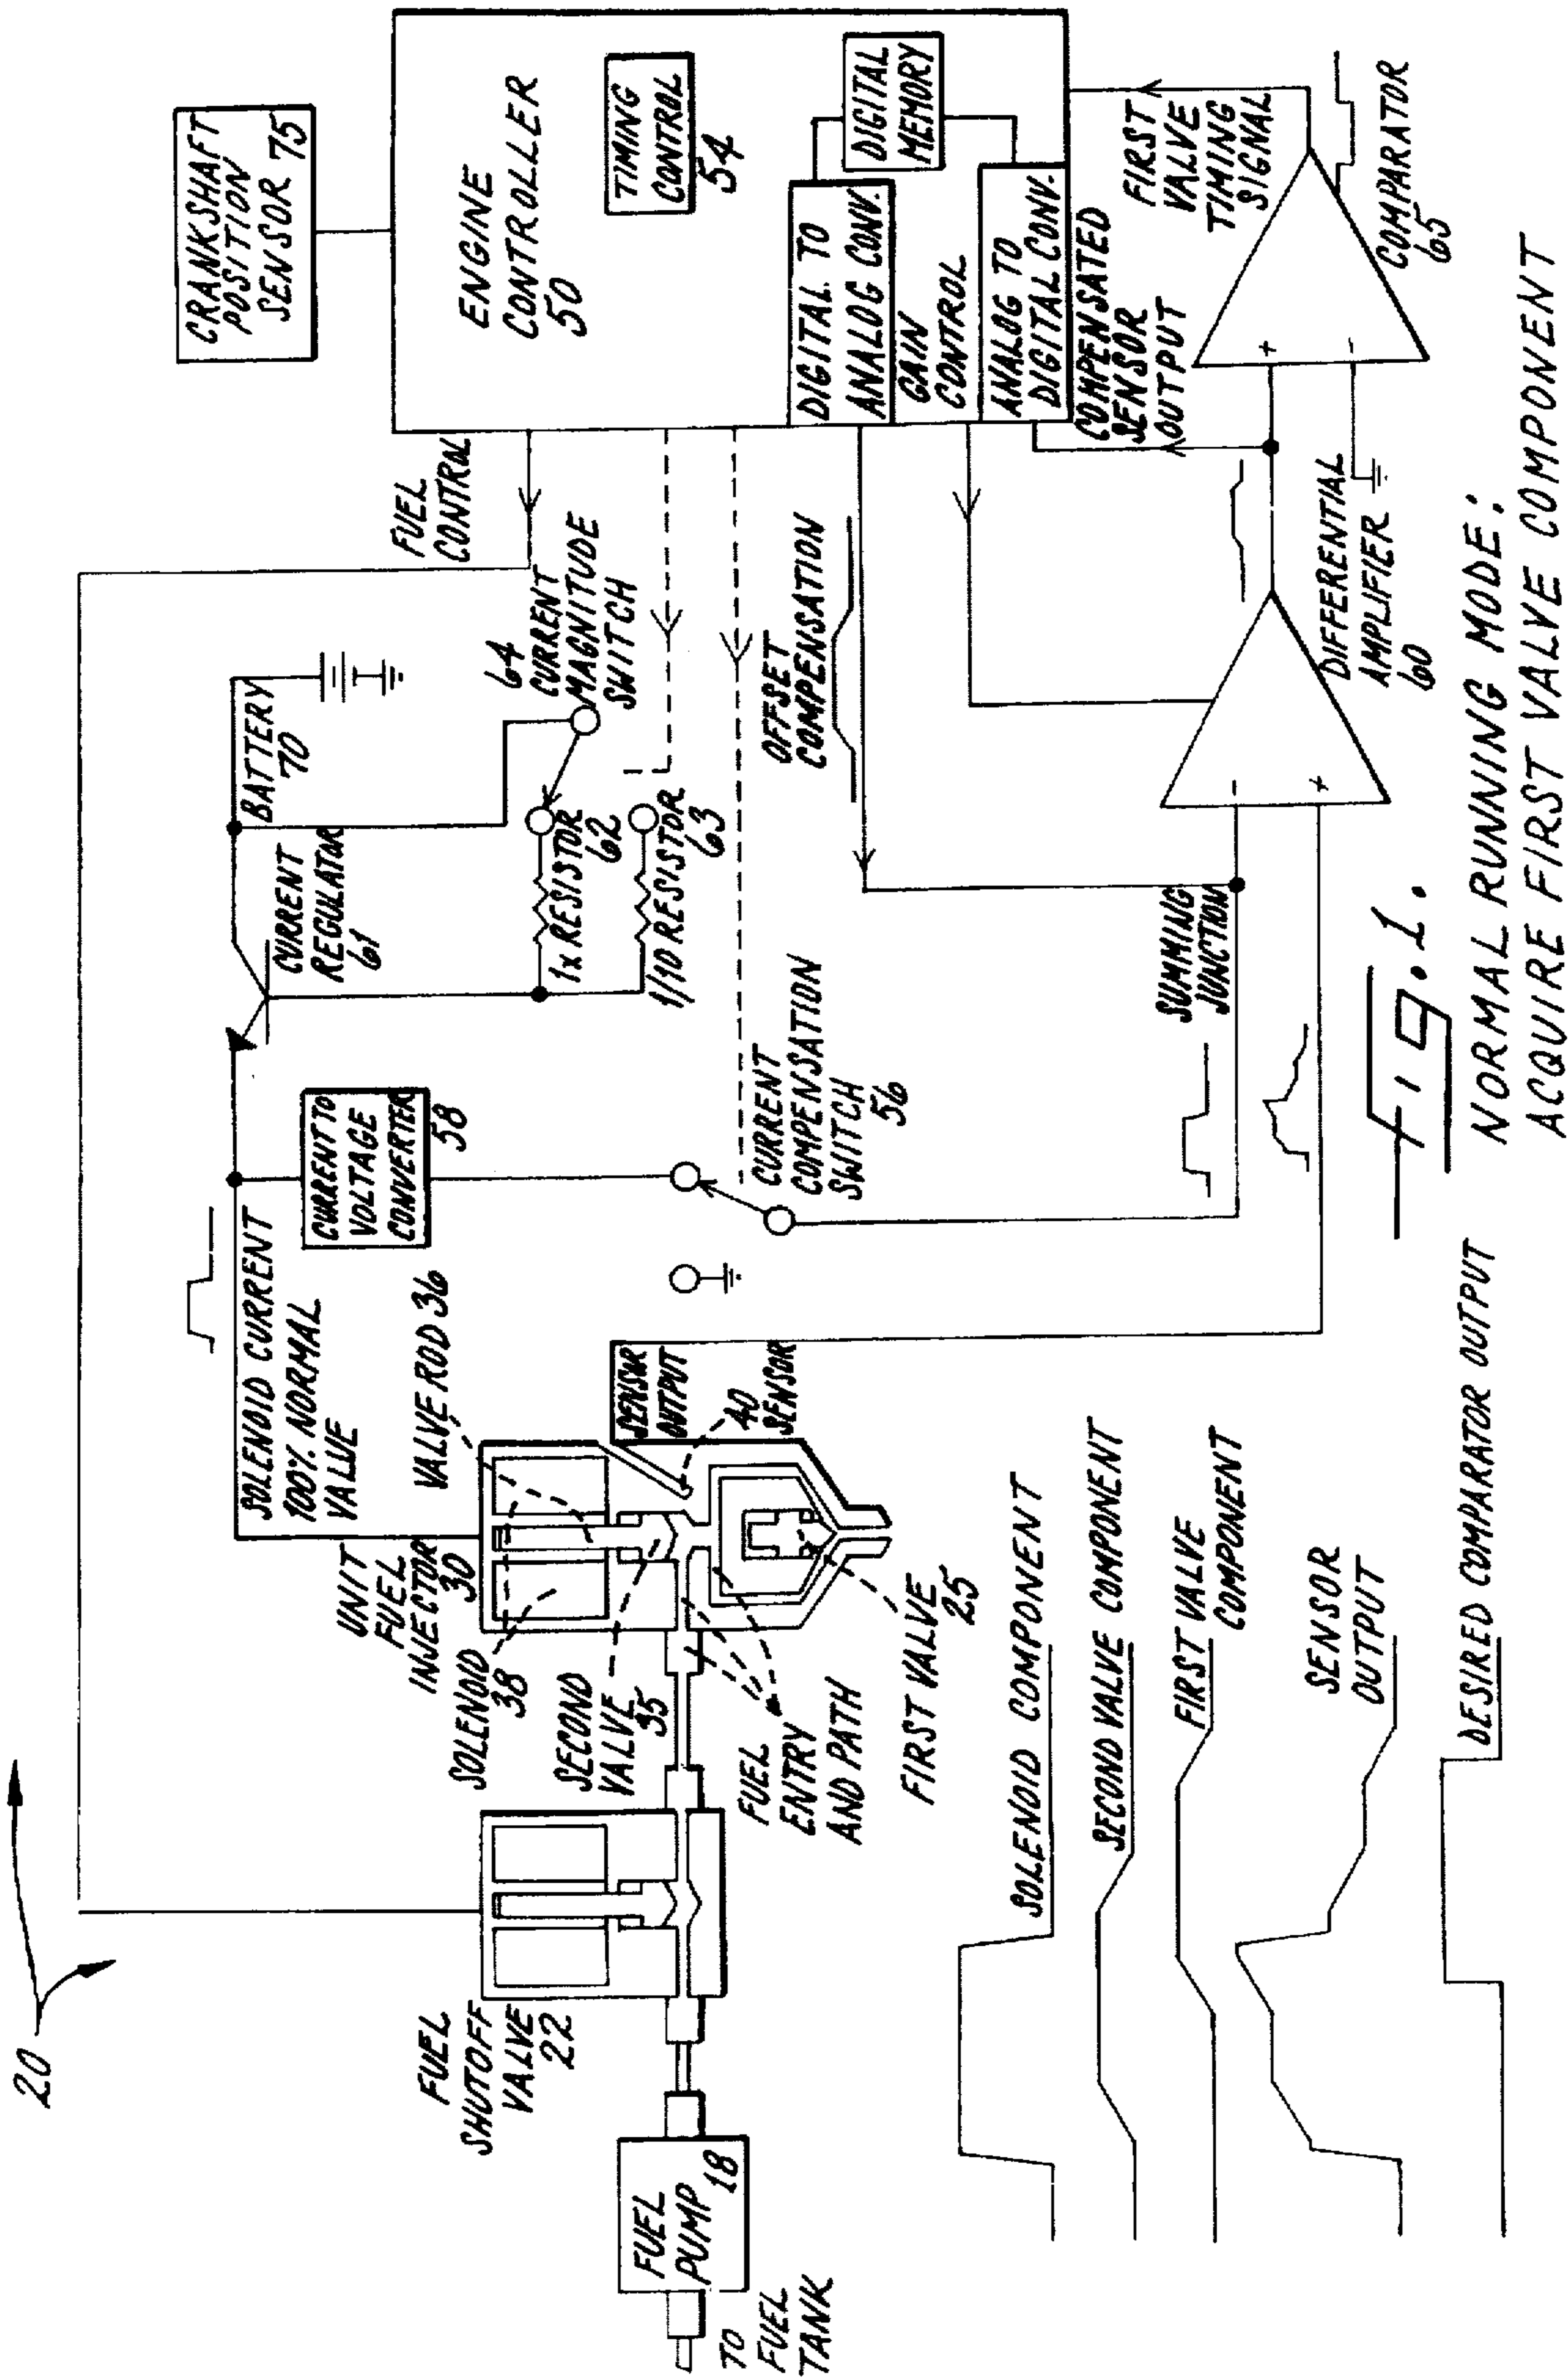 20
CRANKSHAFT
POSITION
SENSOR 75
ENGINE
CONTROLLER
50
TIMING
CONTROL
54
DIGITAL
MEMORY
DIGITAL TO
ANALOG CONV.
GAIN
CONTROL
ANALOG TO
DIGITAL CONV.
COMPENSATED
SENSOR
OUTPUT
FIRST
VALVE
TIMING
SIGNAL
COMPARATOR
65
+
-
FUEL
CONTROL
BATTERY
70
CURRENT
REGULATOR
61
64
CURRENT
MAGNITUDE
SWITCH
1x RESISTOR
62
1/10 RESISTOR
63
OFFSET
COMPENSATION
DIFFERENTIAL
AMPLIFIER
60
-
+
SUMMING
JUNCTION
CURRENT TO
VOLTAGE
CONVERTER
58
CURRENT
COMPENSATION
SWITCH
56
SOLENOID CURRENT
100% NORMAL
VALUE
VALVE ROD 36
SENSOR
OUTPUT
40
SENSOR
UNIT
FUEL
INJECTOR
30
SOLENOID
38
SECOND
VALVE
35
FUEL
ENTRY
AND PATH
FIRST VALVE
25
FUEL
SHUTOFF
VALVE
22
FUEL
PUMP
18
TO
FUEL
TANK
SOLENOID COMPONENT
SECOND VALVE COMPONENT
FIRST VALVE
COMPONENT
SENSOR
OUTPUT
DESIRED COMPARATOR OUTPUT
Fig. 1.
NORMAL RUNNING MODE:
ACQUIRE FIRST VALVE COMPONENT